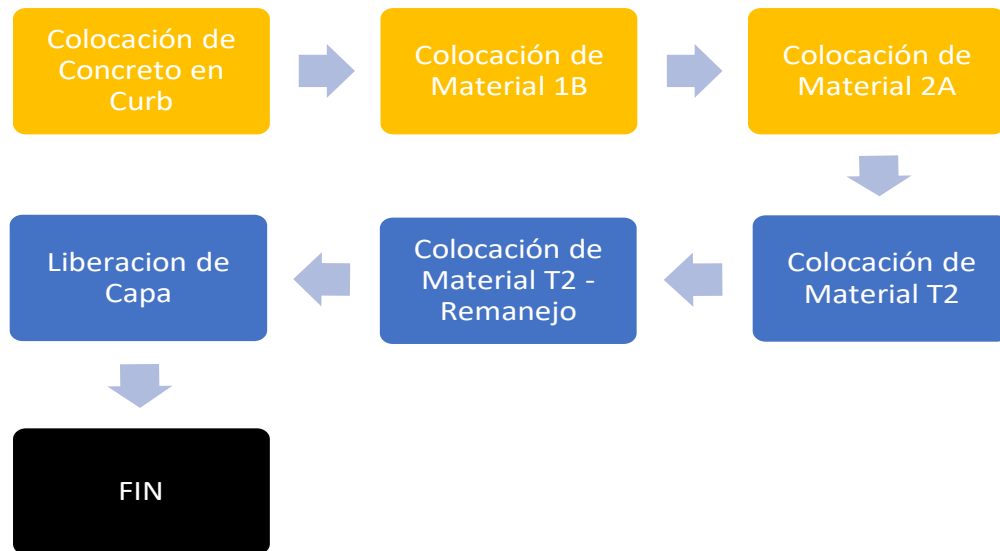 Colocación de
Concreto en
Curb
Colocación de
Material 1B
Colocación de
Material 2A
Colocación de
Material T2
Colocación de
Material T2 -
Remanejo
Liberacion de
Capa
FIN